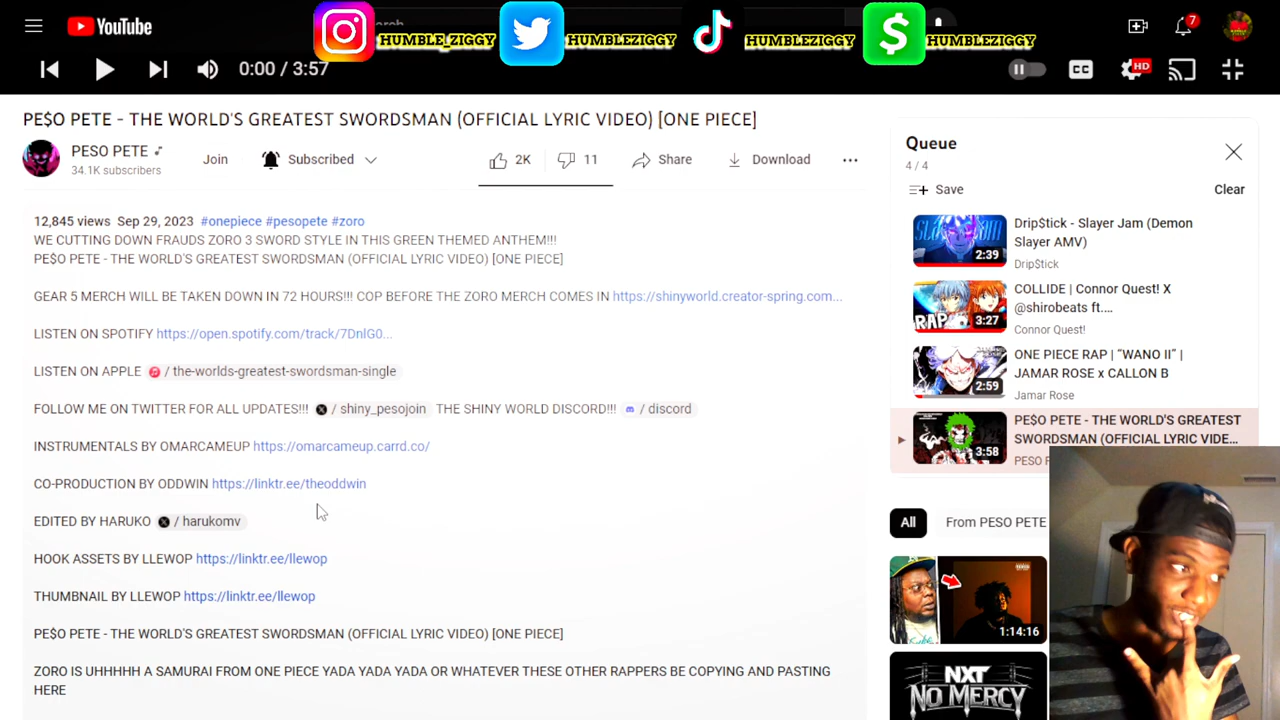 YouTube
HUMBLE_ZIGGY
HUMBLEZIGGY
HUMBLEZIGGY
HUMBLEZIGGY
7
0:00 / 3:57
CC
HD
PE$O PETE - THE WORLD'S GREATEST SWORDSMAN (OFFICIAL LYRIC VIDEO) [ONE PIECE]
PESO PETE
34.1K subscribers
Join
Subscribed
2K
11
Share
Download
12,845 views Sep 29, 2023 #onepiece #pesopete #zoro
WE CUTTING DOWN FRAUDS ZORO 3 SWORD STYLE IN THIS GREEN THEMED ANTHEM!!!
PE$O PETE - THE WORLD'S GREATEST SWORDSMAN (OFFICIAL LYRIC VIDEO) [ONE PIECE]
GEAR 5 MERCH WILL BE TAKEN DOWN IN 72 HOURS!!! COP BEFORE THE ZORO MERCH COMES IN https://shinyworld.creator-spring.com...
LISTEN ON SPOTIFY https://open.spotify.com/track/7DnlG0...
LISTEN ON APPLE / the-worlds-greatest-swordsman-single
FOLLOW ME ON TWITTER FOR ALL UPDATES!!! X / shiny_pesojoin THE SHINY WORLD DISCORD!!! / discord
INSTRUMENTALS BY OMARCAMEUP https://omarcameup.carrd.co/
CO-PRODUCTION BY ODDWIN https://linktr.ee/theoddwin
EDITED BY HARUKO X / harukomv
HOOK ASSETS BY LLEWOP https://linktr.ee/llewop
THUMBNAIL BY LLEWOP https://linktr.ee/llewop
PE$O PETE - THE WORLD'S GREATEST SWORDSMAN (OFFICIAL LYRIC VIDEO) [ONE PIECE]
ZORO IS UHHHHH A SAMURAI FROM ONE PIECE YADA YADA YADA OR WHATEVER THESE OTHER RAPPERS BE COPYING AND PASTING
HERE
Queue
4 / 4
Save
Clear
2:39
Drip$tick - Slayer Jam (Demon
Slayer AMV)
Drip$tick
RAP
3:27
COLLIDE | Connor Quest! X
@shirobeats ft....
Connor Quest!
2:59
ONE PIECE RAP | "WANO II" |
JAMAR ROSE x CALLON B
Jamar Rose
3:58
PE$O PETE - THE WORLD'S GREATEST
SWORDSMAN (OFFICIAL LYRIC VIDE...
PESO
All
From PESO PETE
1:14:16
NXT
NO MERCY